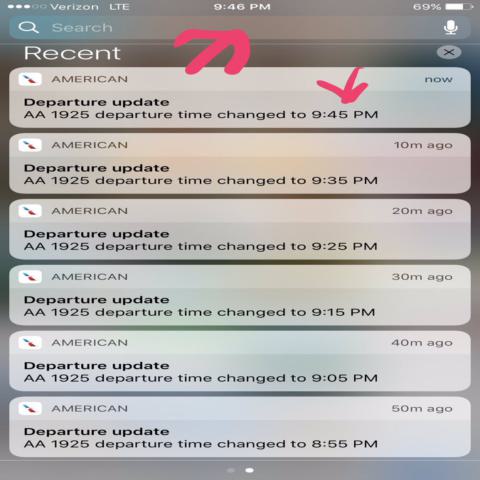 Verizon LTE 9:46 PM 69%
Search
Recent
AMERICAN now
Departure update
AA 1925 departure time changed to 9:45 PM
AMERICAN 10m ago
Departure update
AA 1925 departure time changed to 9:35 PM
AMERICAN 20m ago
Departure update
AA 1925 departure time changed to 9:25 PM
AMERICAN 30m ago
Departure update
AA 1925 departure time changed to 9:15 PM
AMERICAN 40m ago
Departure update
AA 1925 departure time changed to 9:05 PM
AMERICAN 50m ago
Departure update
AA 1925 departure time changed to 8:55 PM